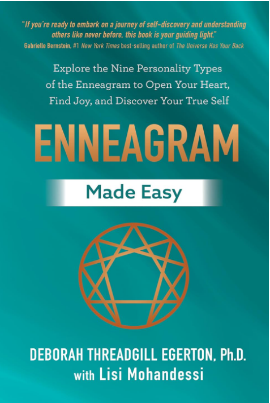 "If you're ready to embark on a journey of self-discovery and understanding
others like never before, this book is your guiding light."
Gabrielle Bernstein, #1 New York Times best-selling author of The Universe Has Your Back
Explore the Nine Personality Types
of the Enneagram to Open Your Heart,
Find Joy, and Discover Your True Self
ENNEAGRAM
Made Easy
DEBORAH THREADGILL EGERTON, Ph.D.
with Lisi Mohandessi